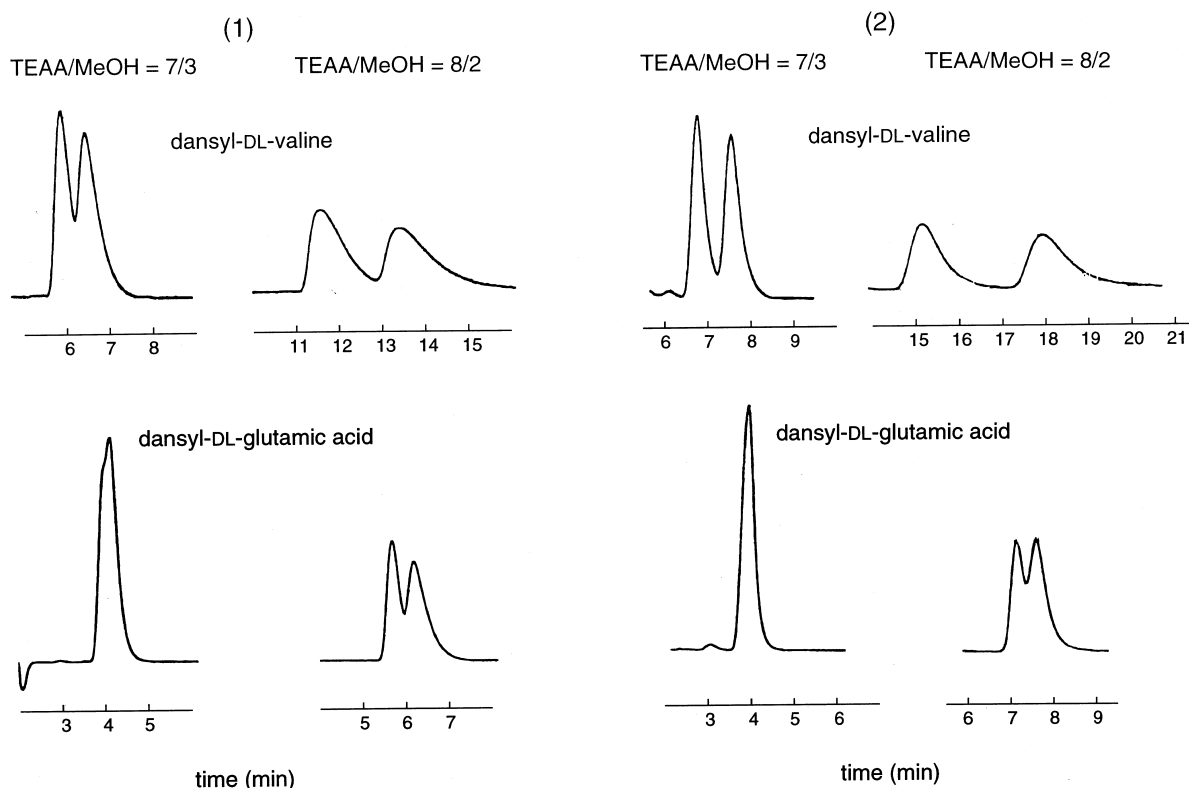 (1)
TEAA/MeOH = 7/3
TEAA/MeOH = 8/2
dansyl-DL-valine
6 7 8
11 12 13 14 15
dansyl-DL-glutamic acid
3 4 5
5 6 7
time (min)
(2)
TEAA/MeOH = 7/3
TEAA/MeOH = 8/2
dansyl-DL-valine
6 7 8 9
15 16 17 18 19 20 21
dansyl-DL-glutamic acid
3 4 5 6
6 7 8 9
time (min)